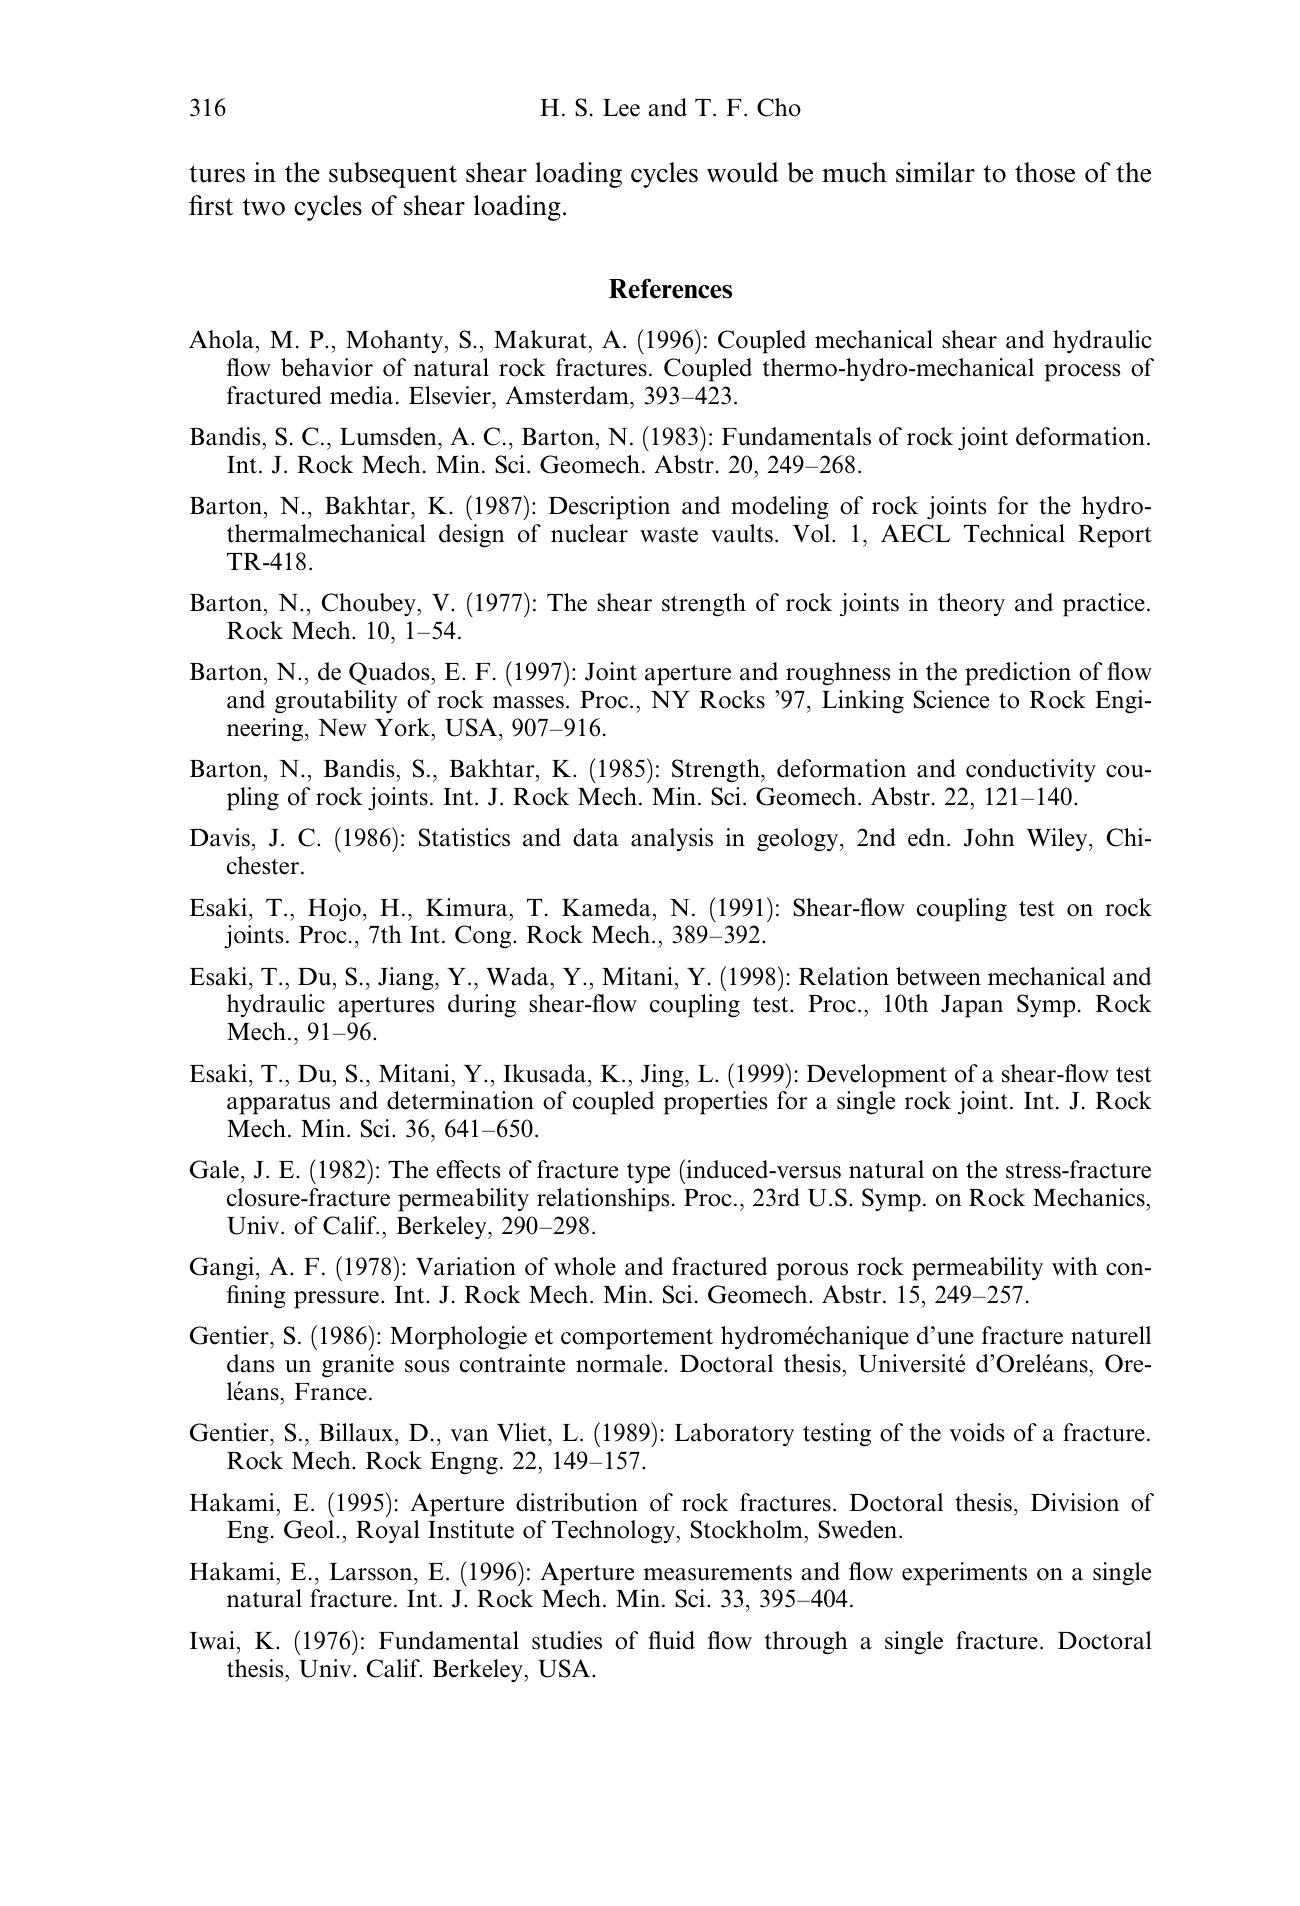 316
H. S. Lee and T. F. Cho
tures in the subsequent shear loading cycles would be much similar to those of the
first two cycles of shear loading.
References
Ahola, M. P., Mohanty, S., Makurat, A. (1996): Coupled mechanical shear and hydraulic
flow behavior of natural rock fractures. Coupled thermo-hydro-mechanical process of
fractured media. Elsevier, Amsterdam, 393–423.
Bandis, S. C., Lumsden, A. C., Barton, N. (1983): Fundamentals of rock joint deformation.
Int. J. Rock Mech. Min. Sci. Geomech. Abstr. 20, 249–268.
Barton, N., Bakhtar, K. (1987): Description and modeling of rock joints for the hydro-
thermalmechanical design of nuclear waste vaults. Vol. 1, AECL Technical Report
TR-418.
Barton, N., Choubey, V. (1977): The shear strength of rock joints in theory and practice.
Rock Mech. 10, 1–54.
Barton, N., de Quados, E. F. (1997): Joint aperture and roughness in the prediction of flow
and groutability of rock masses. Proc., NY Rocks ’97, Linking Science to Rock Engi-
neering, New York, USA, 907–916.
Barton, N., Bandis, S., Bakhtar, K. (1985): Strength, deformation and conductivity cou-
pling of rock joints. Int. J. Rock Mech. Min. Sci. Geomech. Abstr. 22, 121–140.
Davis, J. C. (1986): Statistics and data analysis in geology, 2nd edn. John Wiley, Chi-
chester.
Esaki, T., Hojo, H., Kimura, T. Kameda, N. (1991): Shear-flow coupling test on rock
joints. Proc., 7th Int. Cong. Rock Mech., 389–392.
Esaki, T., Du, S., Jiang, Y., Wada, Y., Mitani, Y. (1998): Relation between mechanical and
hydraulic apertures during shear-flow coupling test. Proc., 10th Japan Symp. Rock
Mech., 91–96.
Esaki, T., Du, S., Mitani, Y., Ikusada, K., Jing, L. (1999): Development of a shear-flow test
apparatus and determination of coupled properties for a single rock joint. Int. J. Rock
Mech. Min. Sci. 36, 641–650.
Gale, J. E. (1982): The effects of fracture type (induced-versus natural on the stress-fracture
closure-fracture permeability relationships. Proc., 23rd U.S. Symp. on Rock Mechanics,
Univ. of Calif., Berkeley, 290–298.
Gangi, A. F. (1978): Variation of whole and fractured porous rock permeability with con-
fining pressure. Int. J. Rock Mech. Min. Sci. Geomech. Abstr. 15, 249–257.
Gentier, S. (1986): Morphologie et comportement hydroméchanique d’une fracture naturell
dans un granite sous contrainte normale. Doctoral thesis, Université d’Oreléans, Ore-
léans, France.
Gentier, S., Billaux, D., van Vliet, L. (1989): Laboratory testing of the voids of a fracture.
Rock Mech. Rock Engng. 22, 149–157.
Hakami, E. (1995): Aperture distribution of rock fractures. Doctoral thesis, Division of
Eng. Geol., Royal Institute of Technology, Stockholm, Sweden.
Hakami, E., Larsson, E. (1996): Aperture measurements and flow experiments on a single
natural fracture. Int. J. Rock Mech. Min. Sci. 33, 395–404.
Iwai, K. (1976): Fundamental studies of fluid flow through a single fracture. Doctoral
thesis, Univ. Calif. Berkeley, USA.